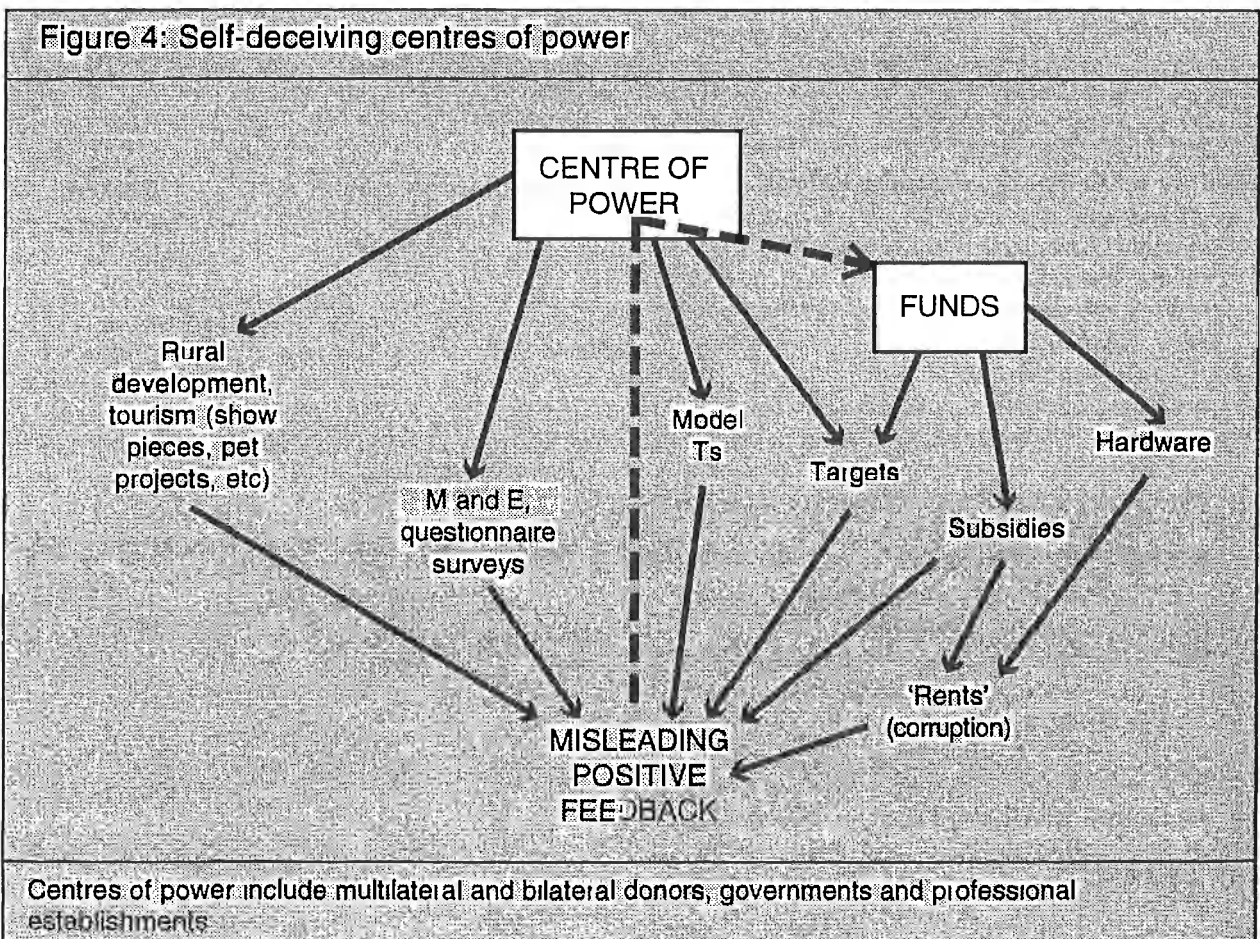 Figure 4: Self-deceiving centres of power
CENTRE OF
POWER
FUNDS
Rural
development,
tourism (show
pieces, pet
projects, etc)
M and E,
questionnaire
surveys
Model
Ts
Targets
Hardware
Subsidies
'Rents'
(corruption)
MISLEADING
POSITIVE
FEEDBACK
Centres of power include multilateral and bilateral donors, governments and professional
establishments